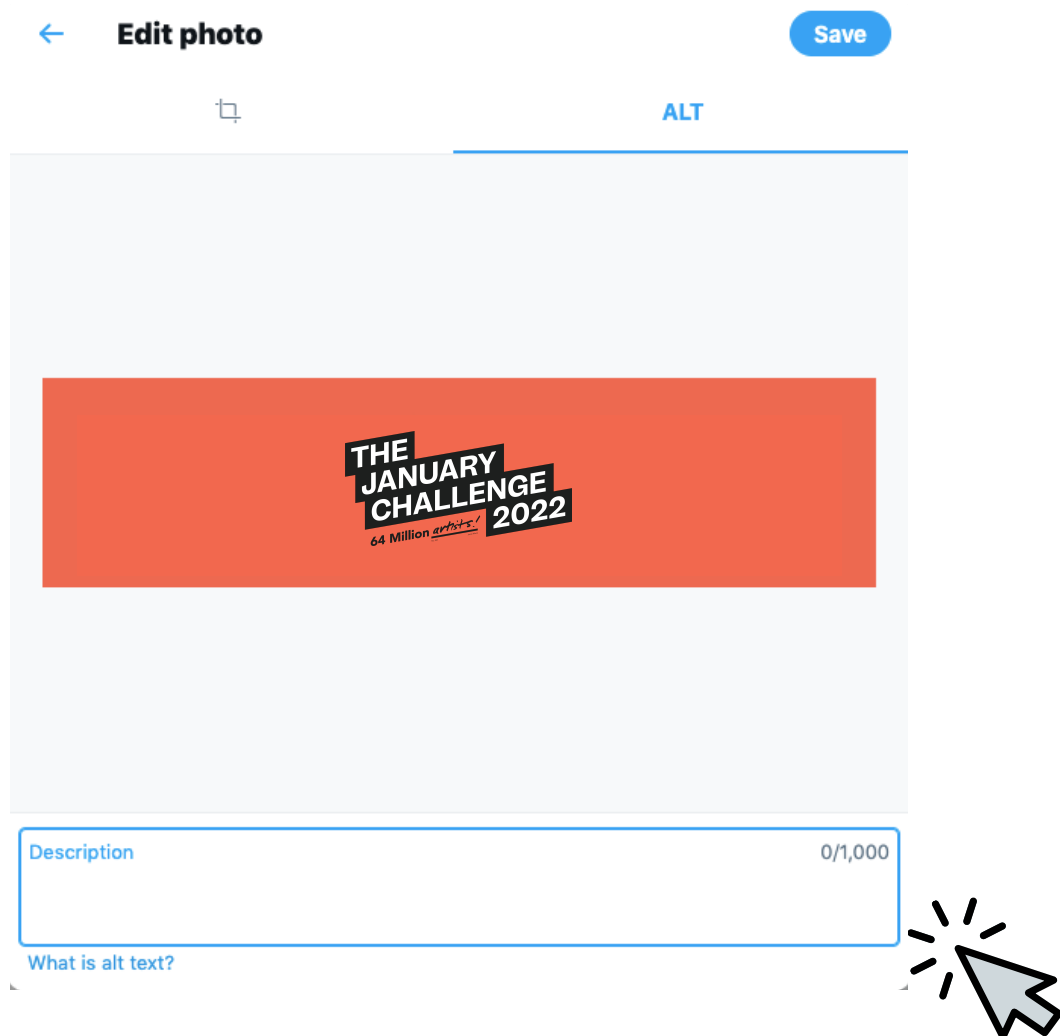 Edit photo
Save
ALT
THE
JANUARY
CHALLENGE
2022
64 Million artists!
Description
0/1,000
What is alt text?